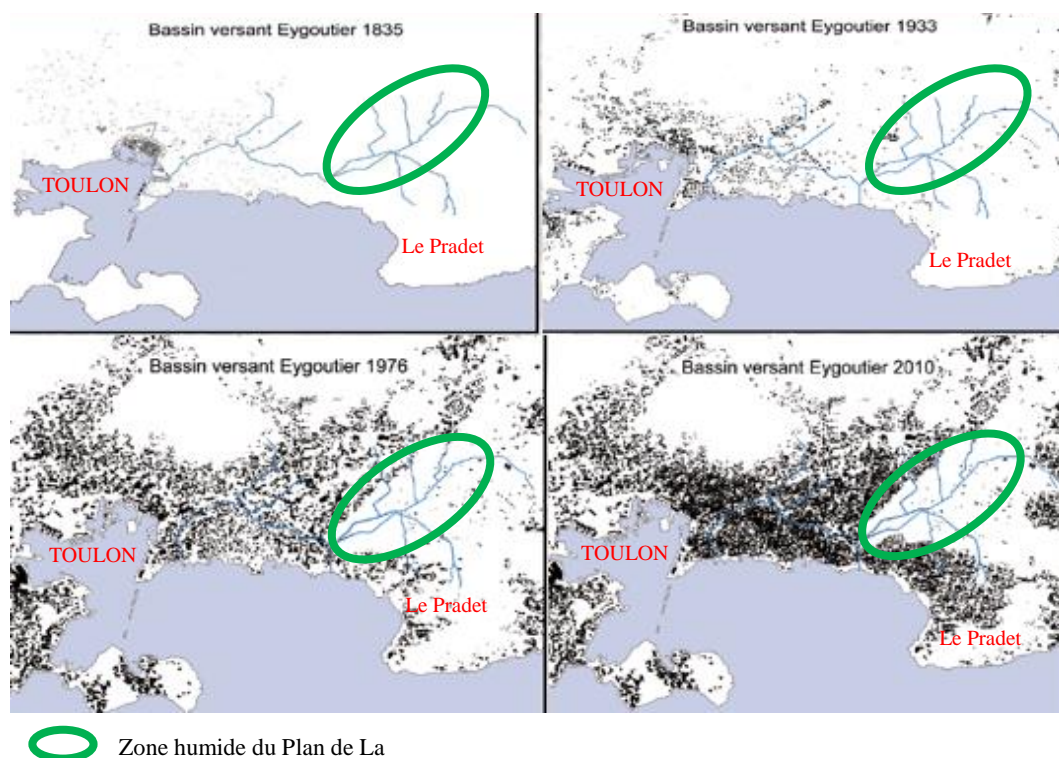 Bassin versant Eygoutier 1835
TOULON
Le Pradet
Bassin versant Eygoutier 1933
TOULON
Le Pradet
Bassin versant Eygoutier 1976
TOULON
Le Pradet
Bassin versant Eygoutier 2010
TOULON
Le Pradet
Zone humide du Plan de La